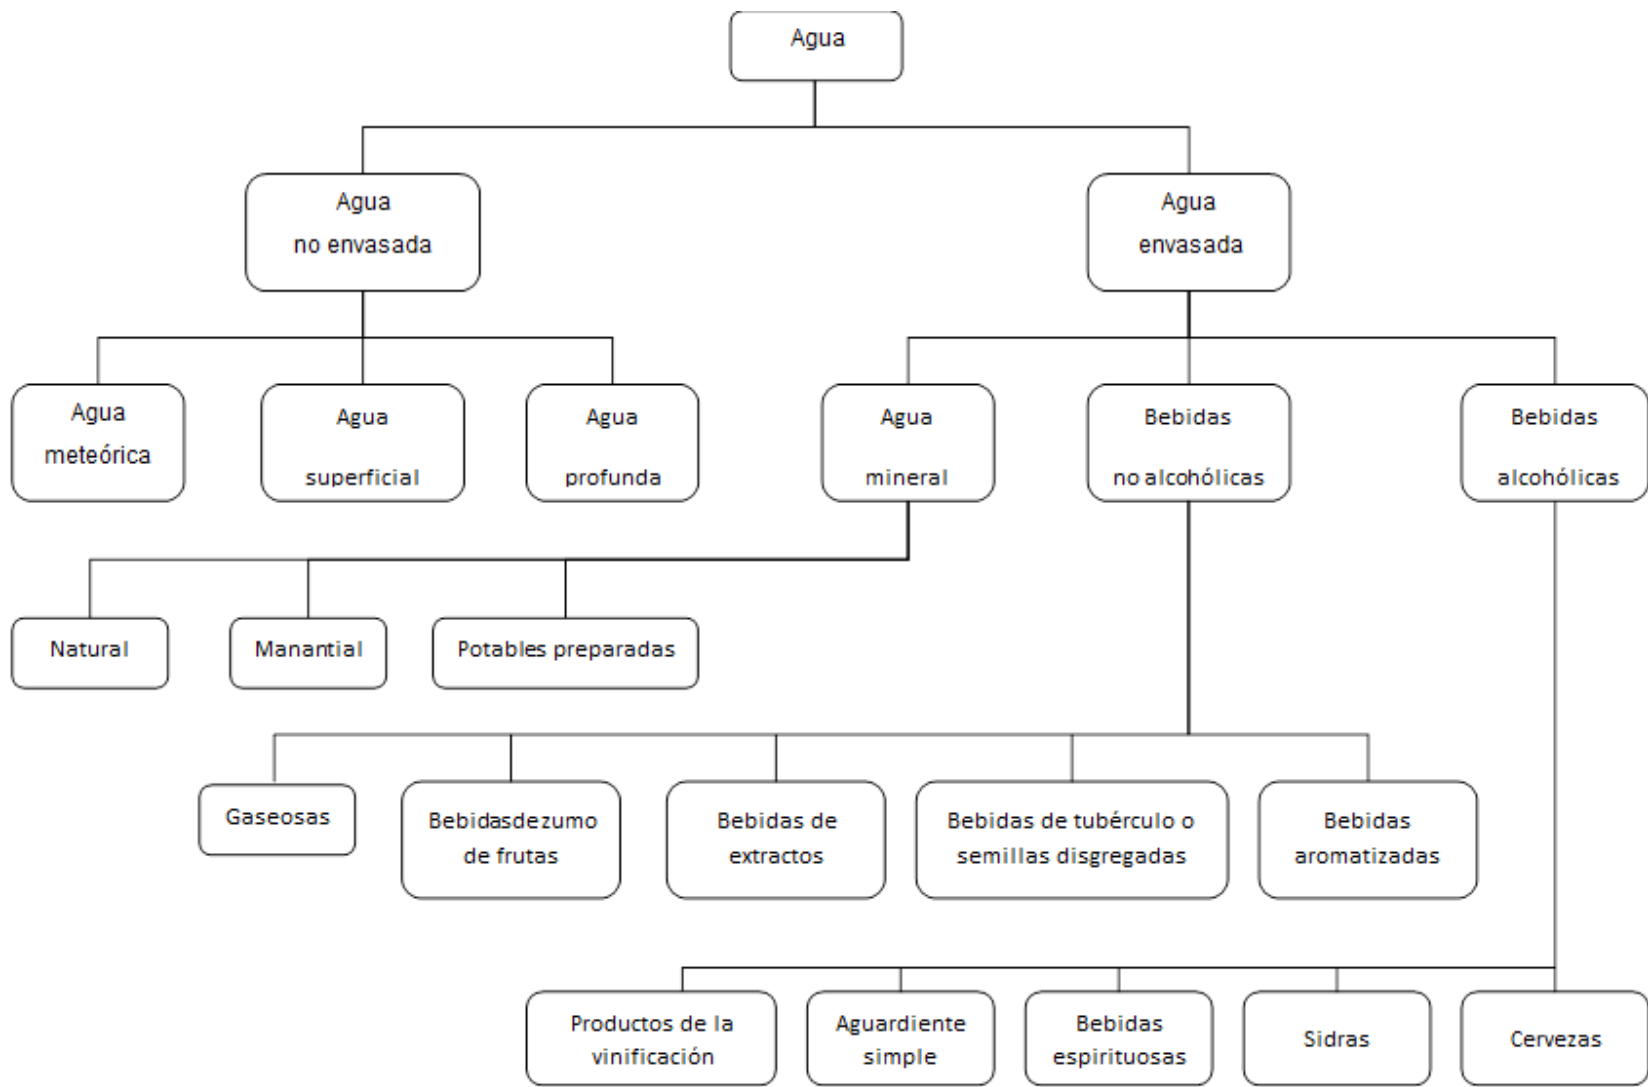 Agua
Agua
no envasada
Agua
envasada
Agua
meteórica
Agua
superficial
Agua
profunda
Agua
mineral
Bebidas
no alcohólicas
Bebidas
alcohólicas
Natural
Manantial
Potables preparadas
Gaseosas
Bebidasdezumo
de frutas
Bebidas de
extractos
Bebidas de tubérculo o
semillas disgregadas
Bebidas
aromatizadas
Productos de la
vinificación
Aguardiente
simple
Bebidas
espirituosas
Sidras
Cervezas